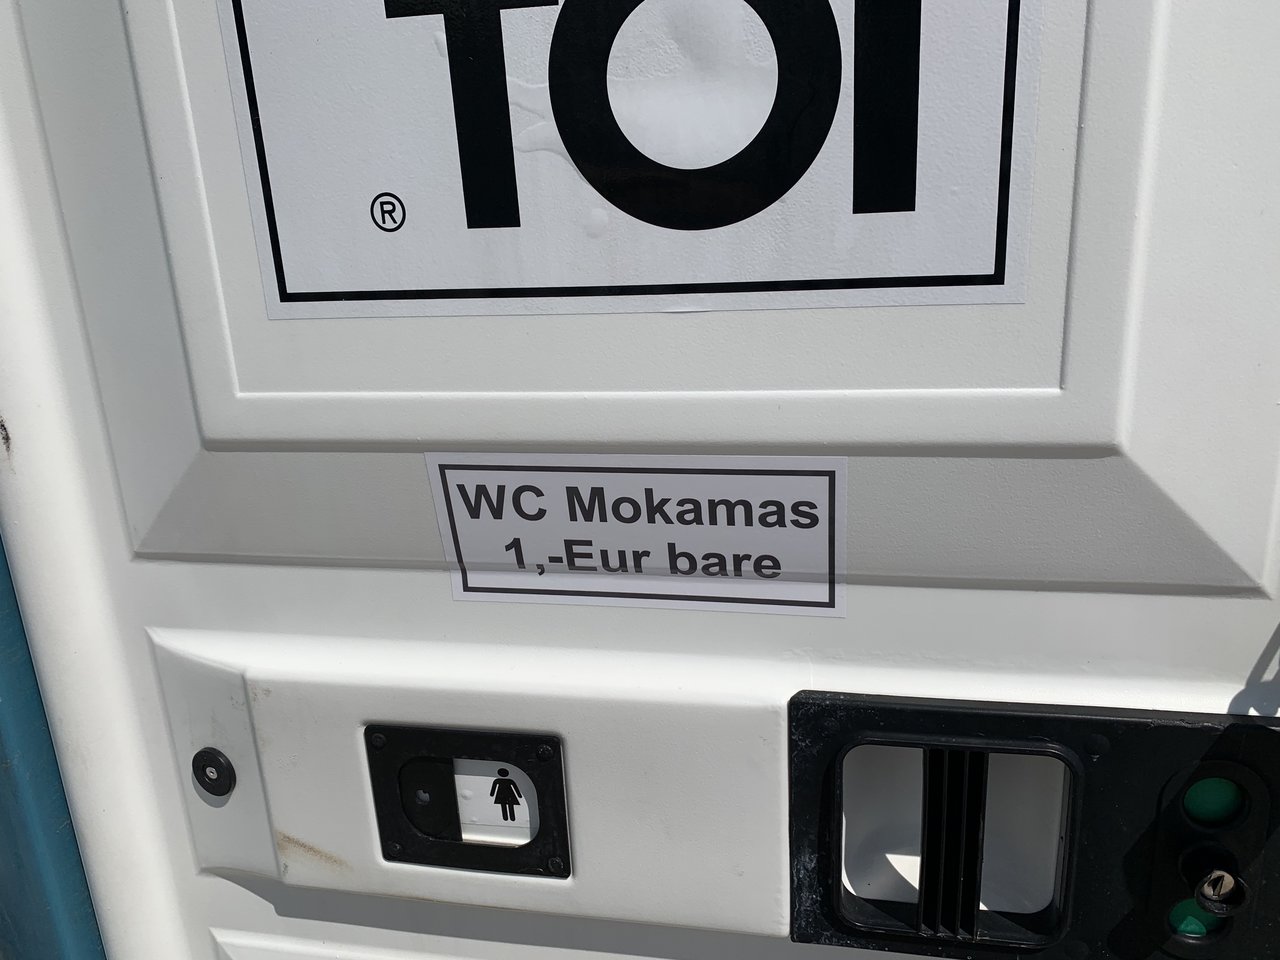 TOI
®
WC Mokamas
1,-Eur bare